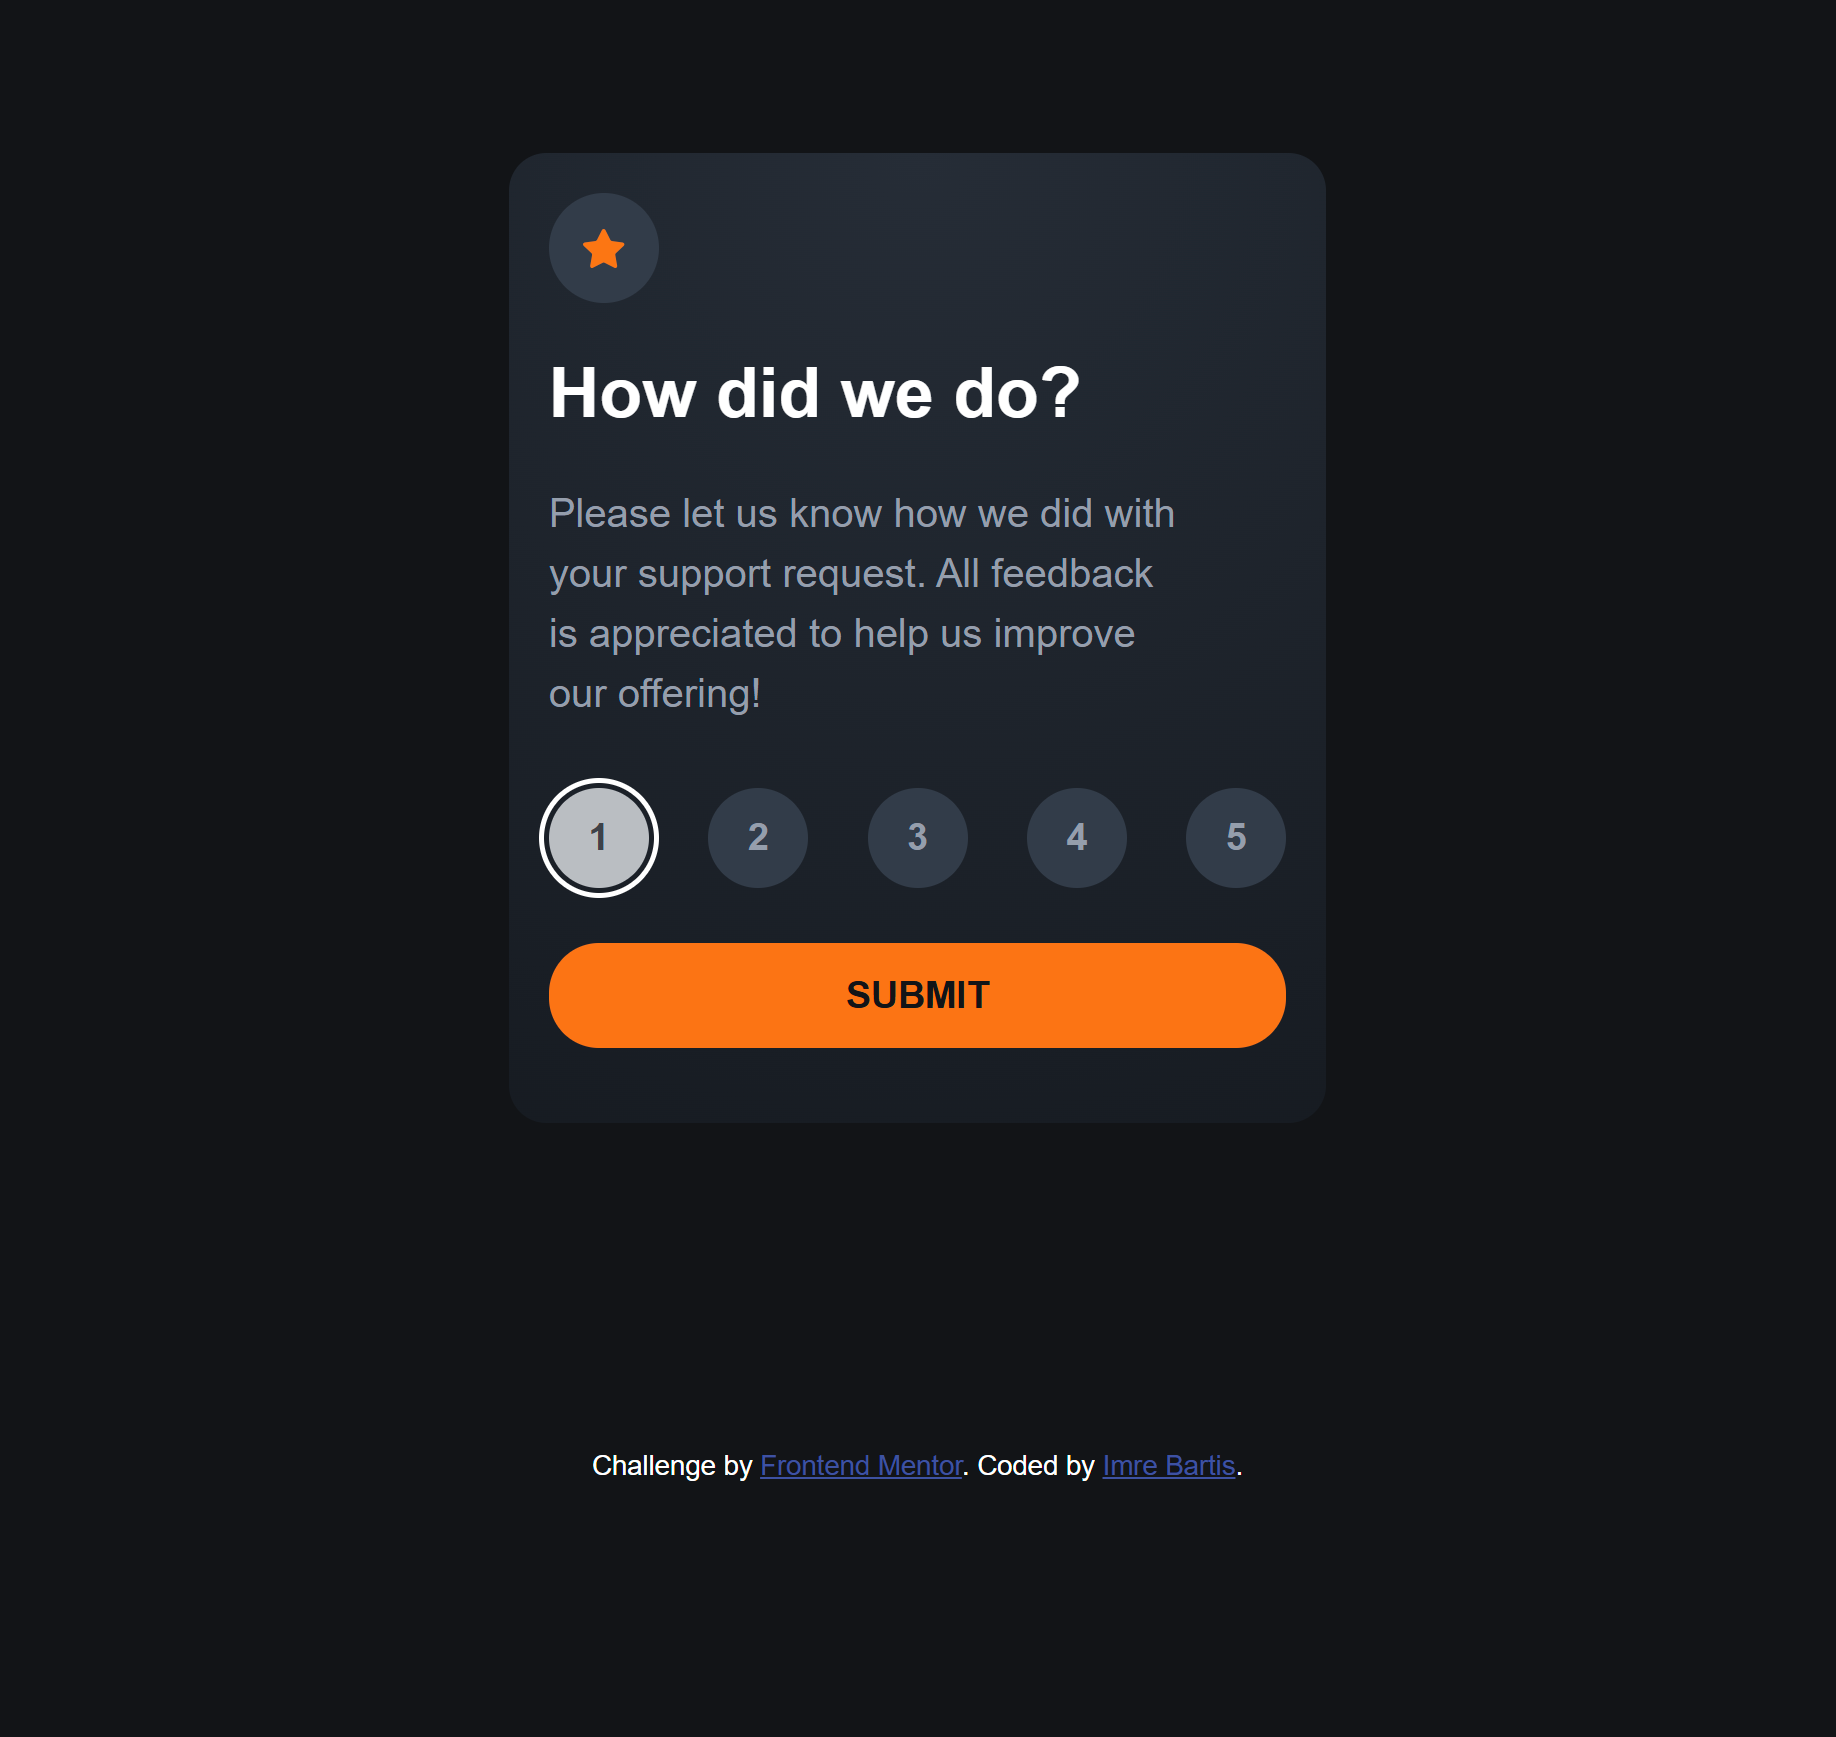 How did we do?
Please let us know how we did with
your support request. All feedback
is appreciated to help us improve
our offering!
1 2 3 4 5
SUBMIT
Challenge by Frontend Mentor. Coded by Imre Bartis.